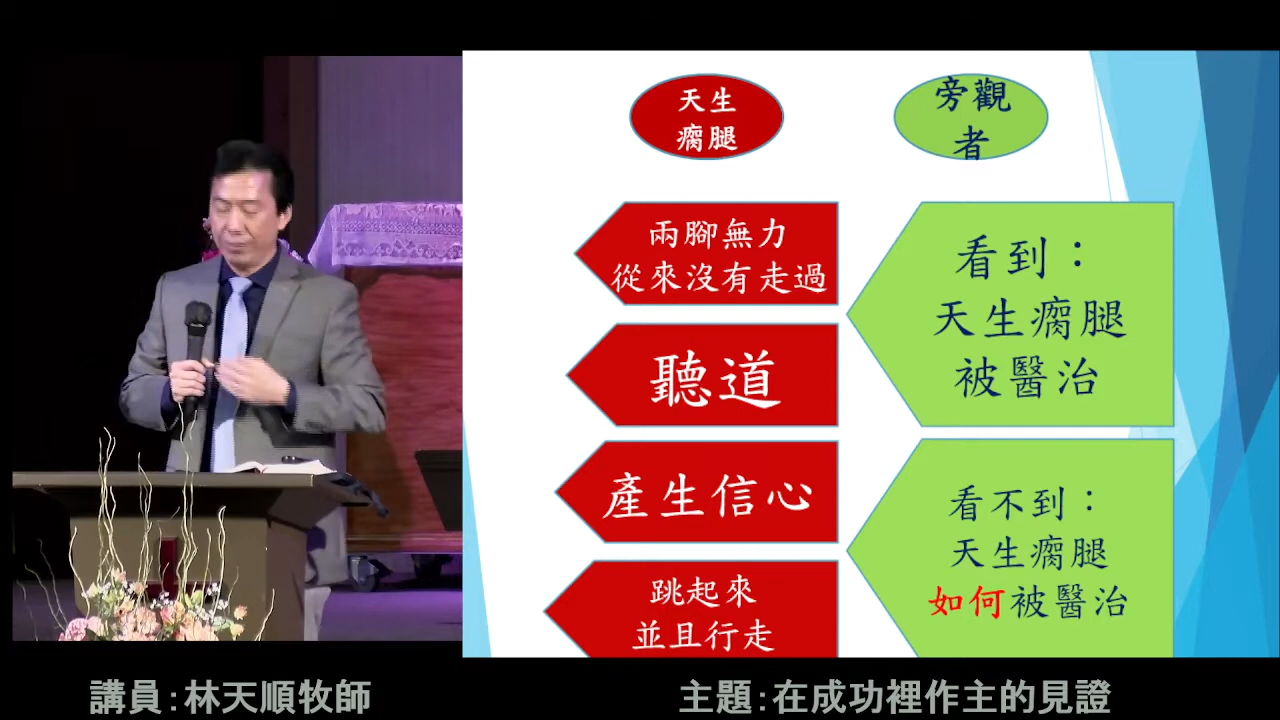 天生
瘸腿
旁觀
者
兩腳無力
從來沒有走過
聽道
產生信心
跳起來
並且行走
看到：
天生瘸腿
被醫治
看不到：
天生瘸腿
如何被醫治
講員:林天順牧師
主題:在成功裡作主的見證